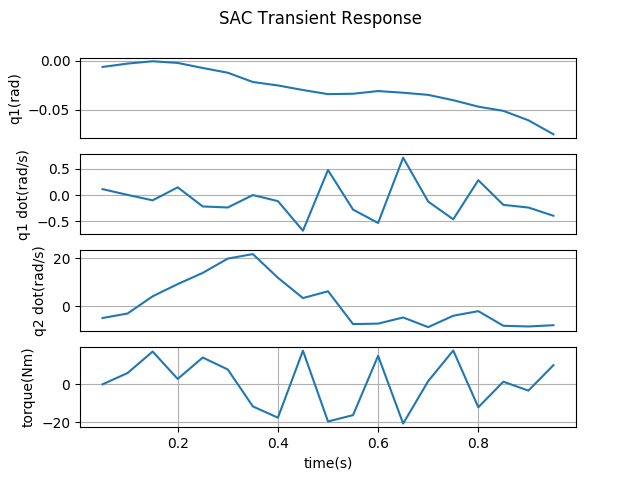 SAC Transient Response
0.00
−0.05
q1(rad)
0.5
0.0
−0.5
q1 dot(rad/s)
20
0
q2 dot(rad/s)
0
−20
torque(Nm)
0.2 0.4 0.6 0.8
time(s)